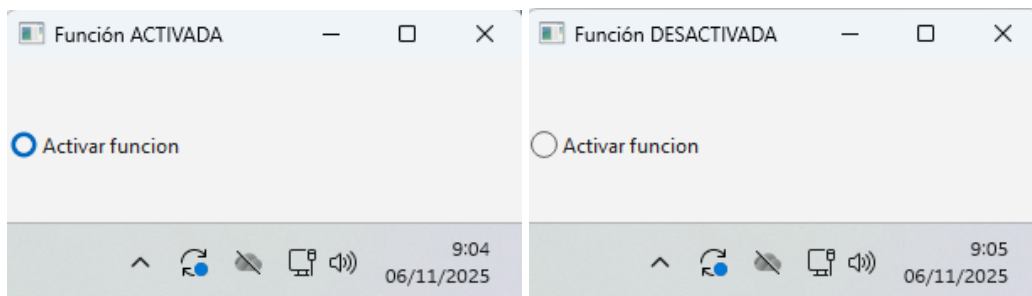 Función ACTIVADA
Activar funcion
9:04
06/11/2025
Función DESACTIVADA
Activar funcion
9:05
06/11/2025